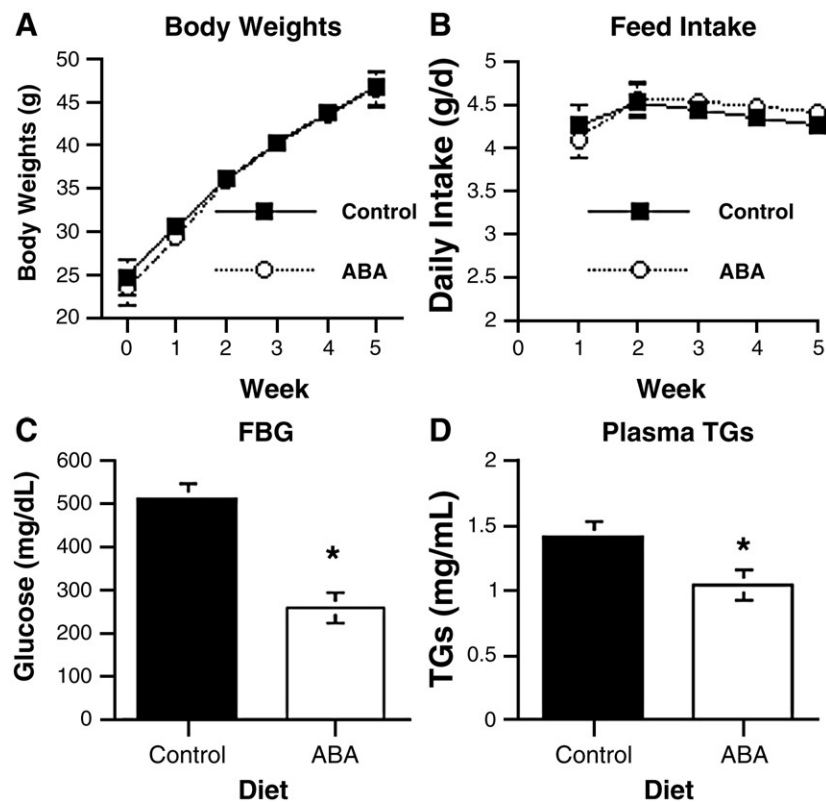 A Body Weights
Body Weights (g)
50
45
40
35
30
25
20
Control
ABA
0 1 2 3 4 5
Week
B Feed Intake
Daily Intake (g/d)
5
4.5
4
5.5
3
4.5
2
Control
ABA
0 1 2 3 4 5
Week
C FBG
Glucose (mg/dL)
600
500
400
300
200
100
0
*
Control ABA
Diet
D Plasma TGs
TGs (mg/mL)
2
1.5
1
0.5
0
*
Control ABA
Diet